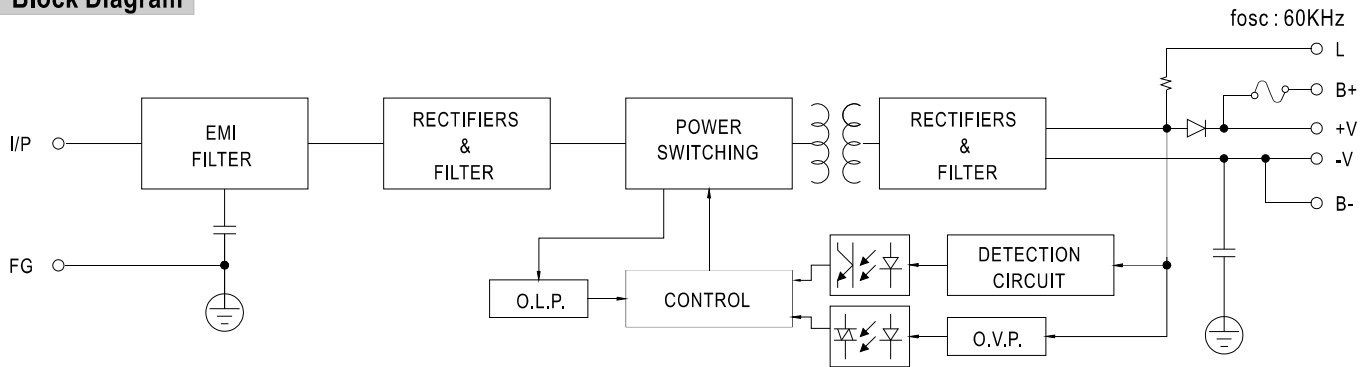 Block Diagram
fosc : 60KHz
L
B+
+V
-V
B-
I/P
EMI
FILTER
RECTIFIERS
&
FILTER
POWER
SWITCHING
RECTIFIERS
&
FILTER
FG
O.L.P.
CONTROL
DETECTION
CIRCUIT
O.V.P.